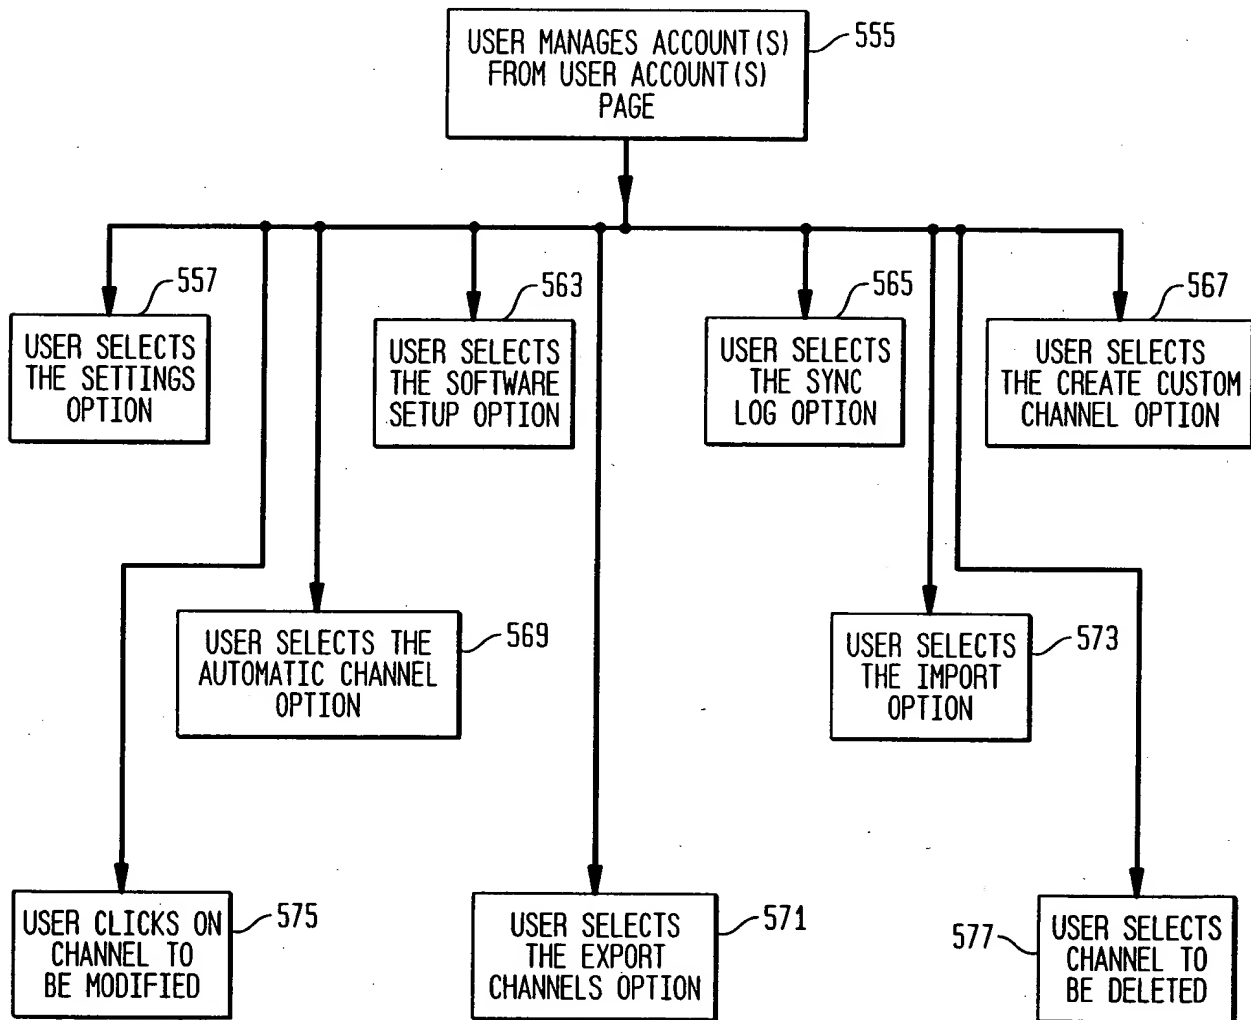 USER MANAGES ACCOUNT(S)
FROM USER ACCOUNT(S)
PAGE
555
557
USER SELECTS
THE SETTINGS
OPTION
563
USER SELECTS
THE SOFTWARE
SETUP OPTION
565
USER SELECTS
THE SYNC
LOG OPTION
567
USER SELECTS
THE CREATE CUSTOM
CHANNEL OPTION
USER SELECTS THE
AUTOMATIC CHANNEL
OPTION
569
USER SELECTS
THE IMPORT
OPTION
573
USER CLICKS ON
CHANNEL TO
BE MODIFIED
575
USER SELECTS
THE EXPORT
CHANNELS OPTION
571
577
USER SELECTS
CHANNEL TO
BE DELETED